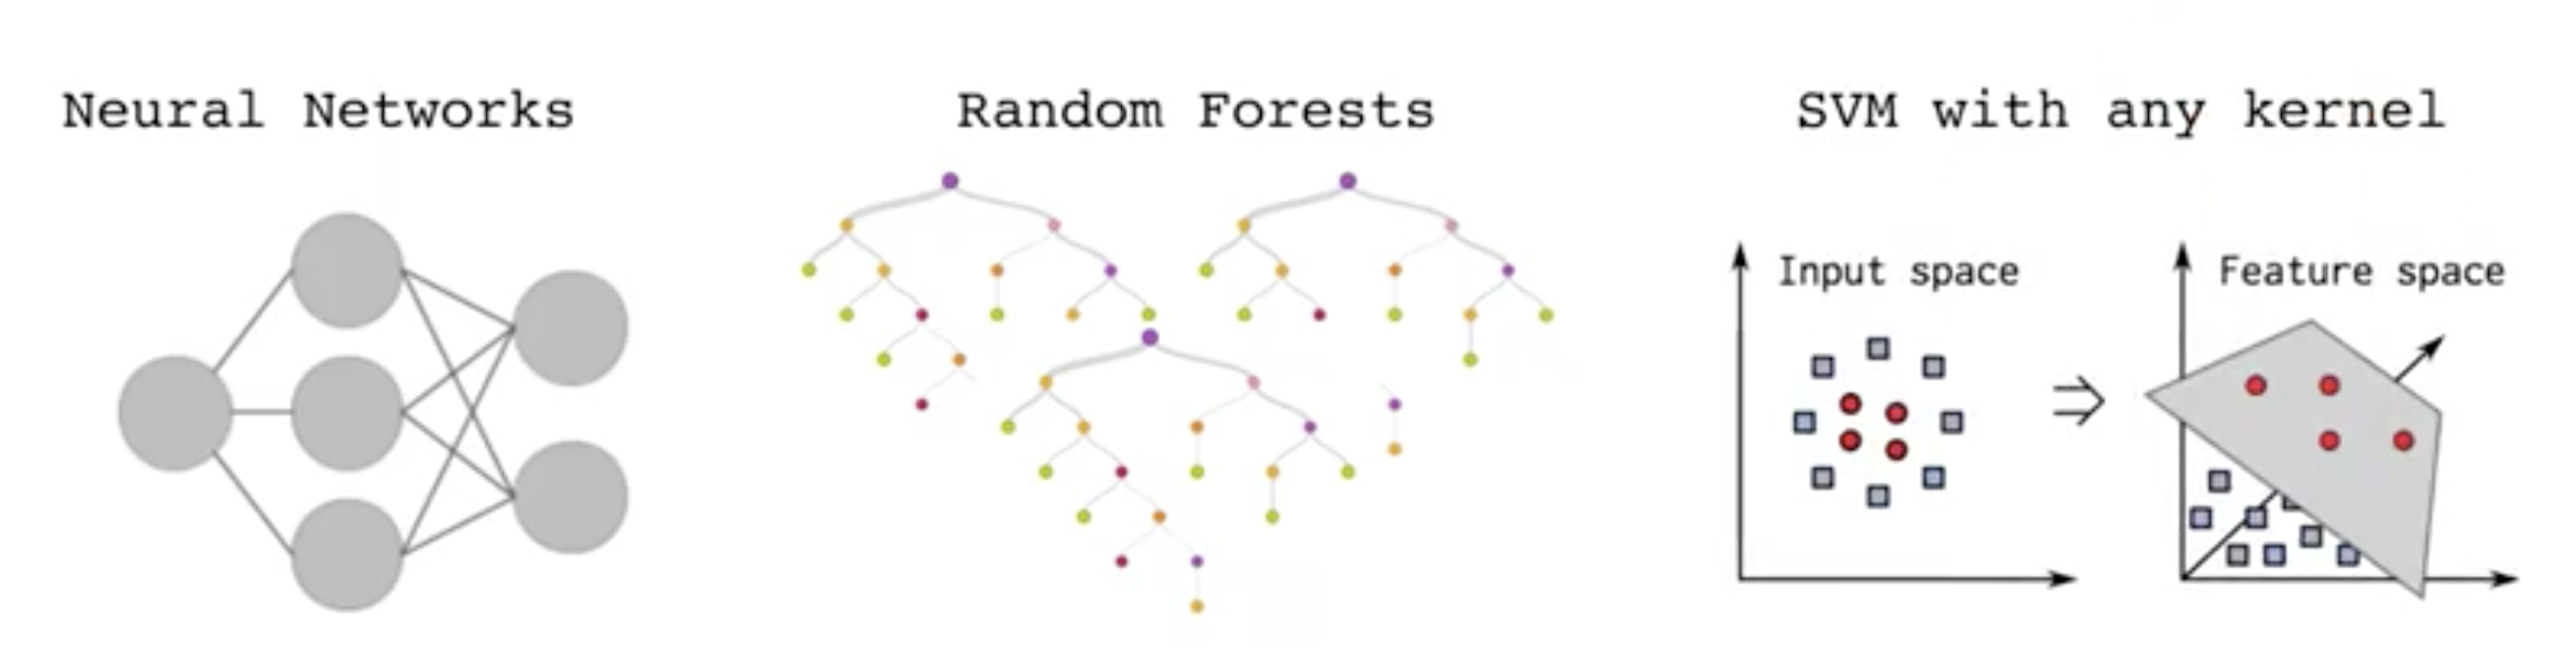 Neural Networks
Random Forests
SVM with any kernel
Input space
Feature space